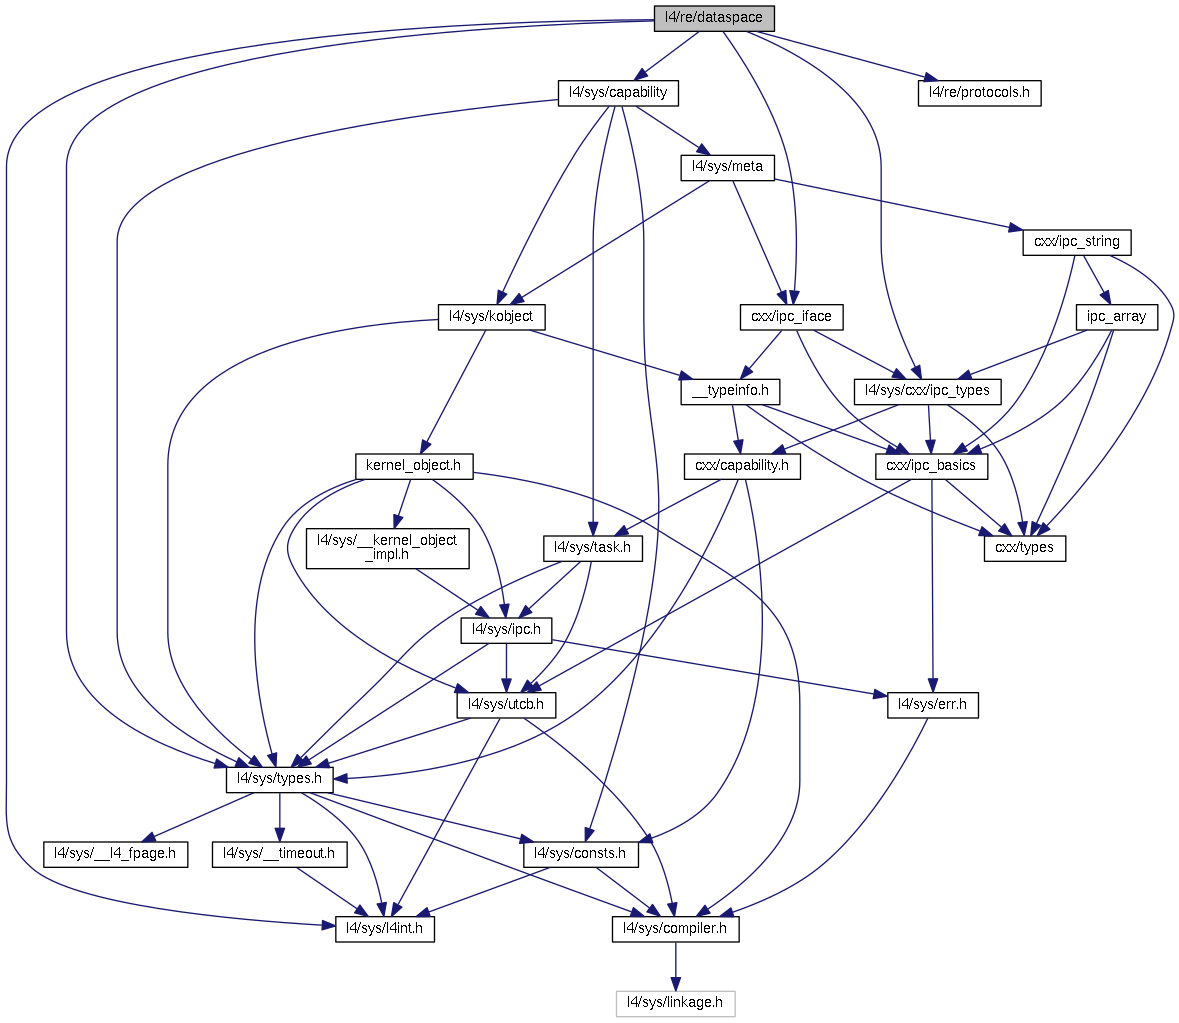 l4/re/dataspace
l4/sys/capability
l4/re/protocols.h
l4/sys/meta
cxx/ipc_string
l4/sys/kobject
cxx/ipc_iface
ipc_array
__typeinfo.h
l4/sys/cxx/ipc_types
kernel_object.h
cxx/capability.h
cxx/ipc_basics
l4/sys/__kernel_object
_impl.h
l4/sys/task.h
cxx/types
l4/sys/ipc.h
l4/sys/utcb.h
l4/sys/err.h
l4/sys/types.h
l4/sys/__l4_fpage.h
l4/sys/__timeout.h
l4/sys/consts.h
l4/sys/l4int.h
l4/sys/compiler.h
l4/sys/linkage.h